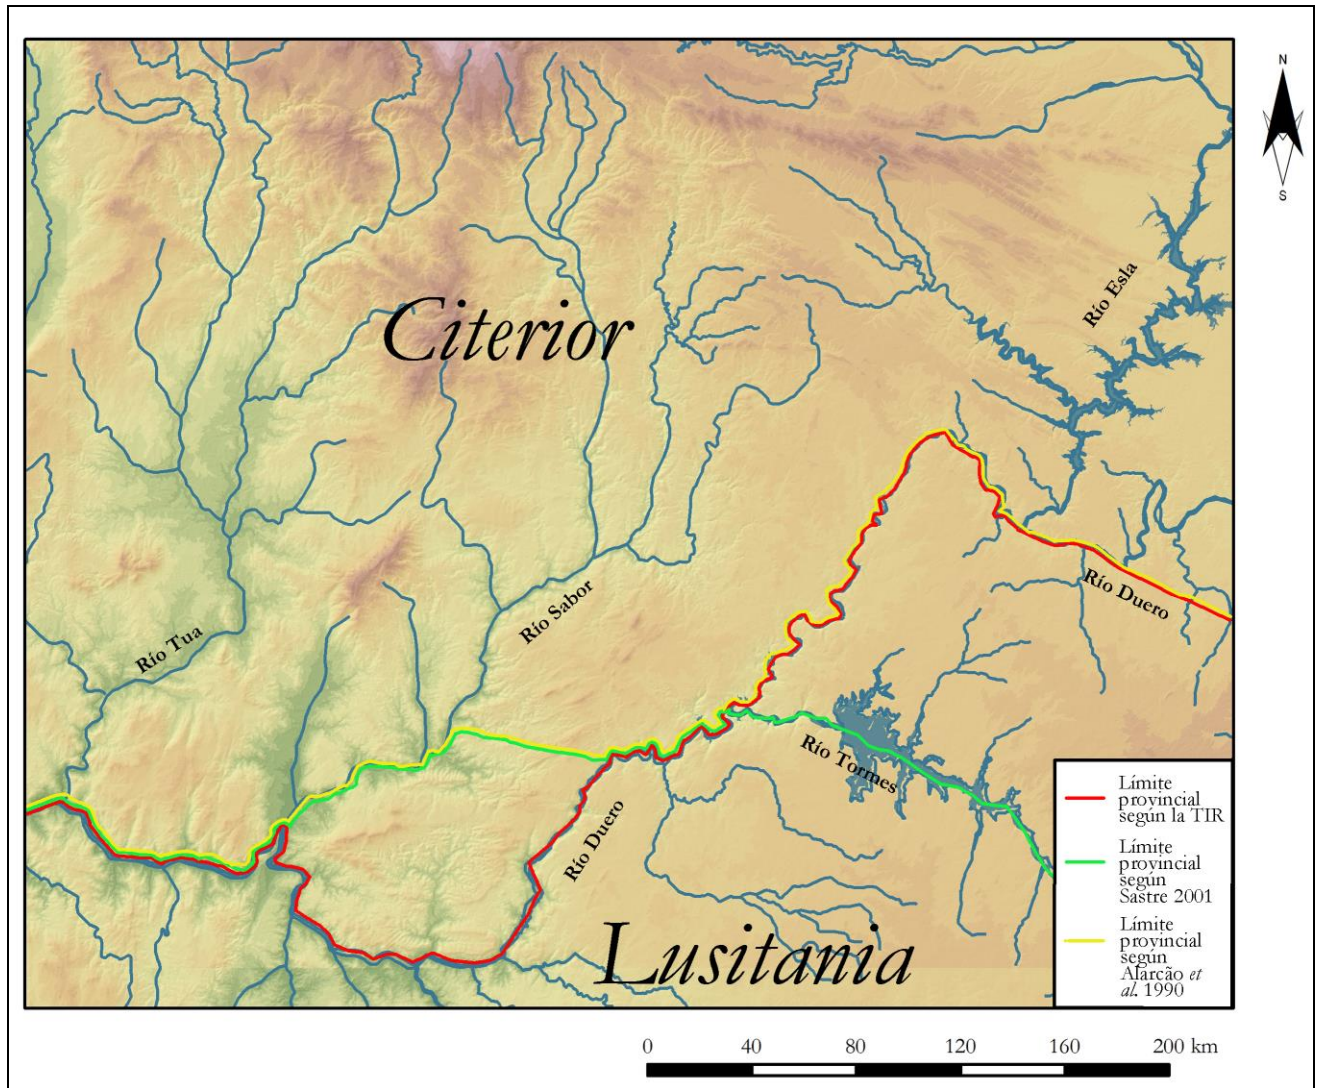 N
S
Citerior
Río Esla
Río Duero
Río Sabor
Río Tua
Río Tormes
Río Duero
Lusitania
Límite
provincial
según la TIR
Límite
provincial
según
Sastre 2001
Límite
provincial
según
Alarcão et
al. 1990
0 40 80 120 160 200 km